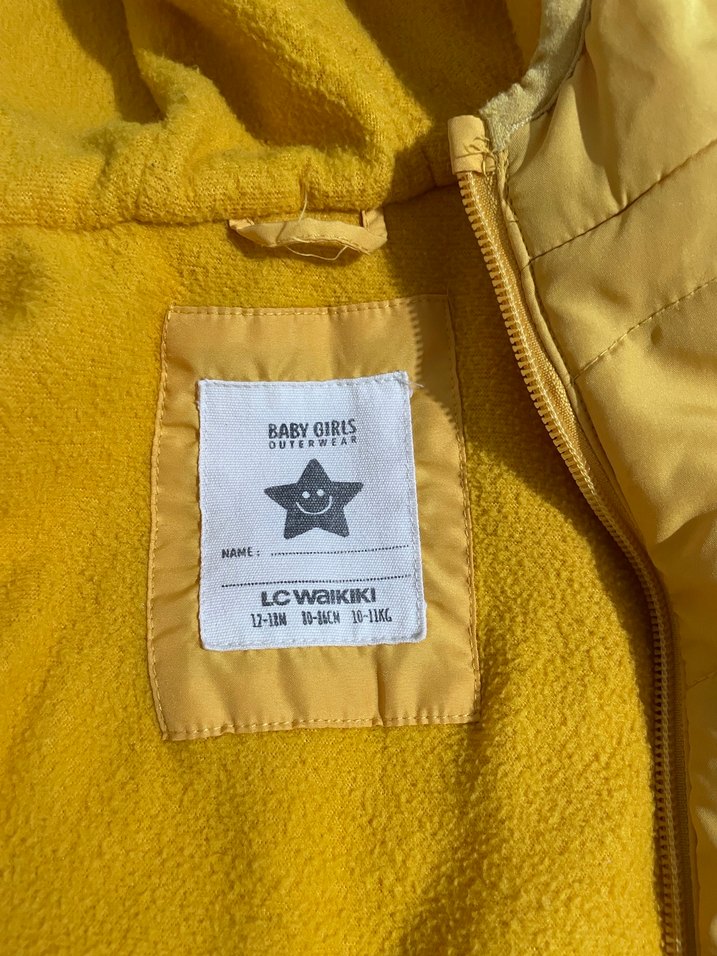 BABY GIRLS
OUTERWEAR
NAME :
LC WAIKIKI
12-18M 80-86CM 10-11KG